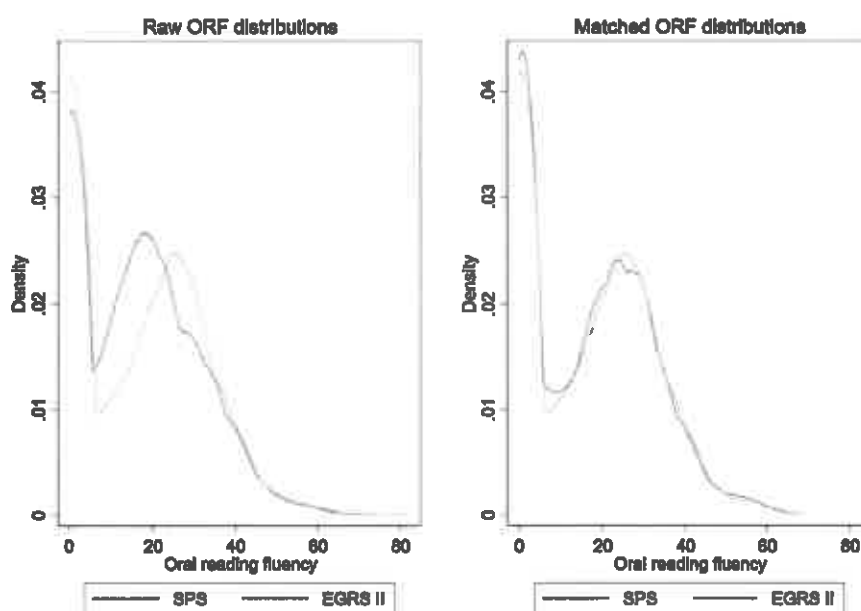 Raw ORF distributions
Density
0
.01
.02
.03
.04
0 20 40 60 80
Oral reading fluency
SPS EGRS II
Matched ORF distributions
Density
0
.01
.02
.03
.04
0 20 40 60 80
Oral reading fluency
SPS EGRS II